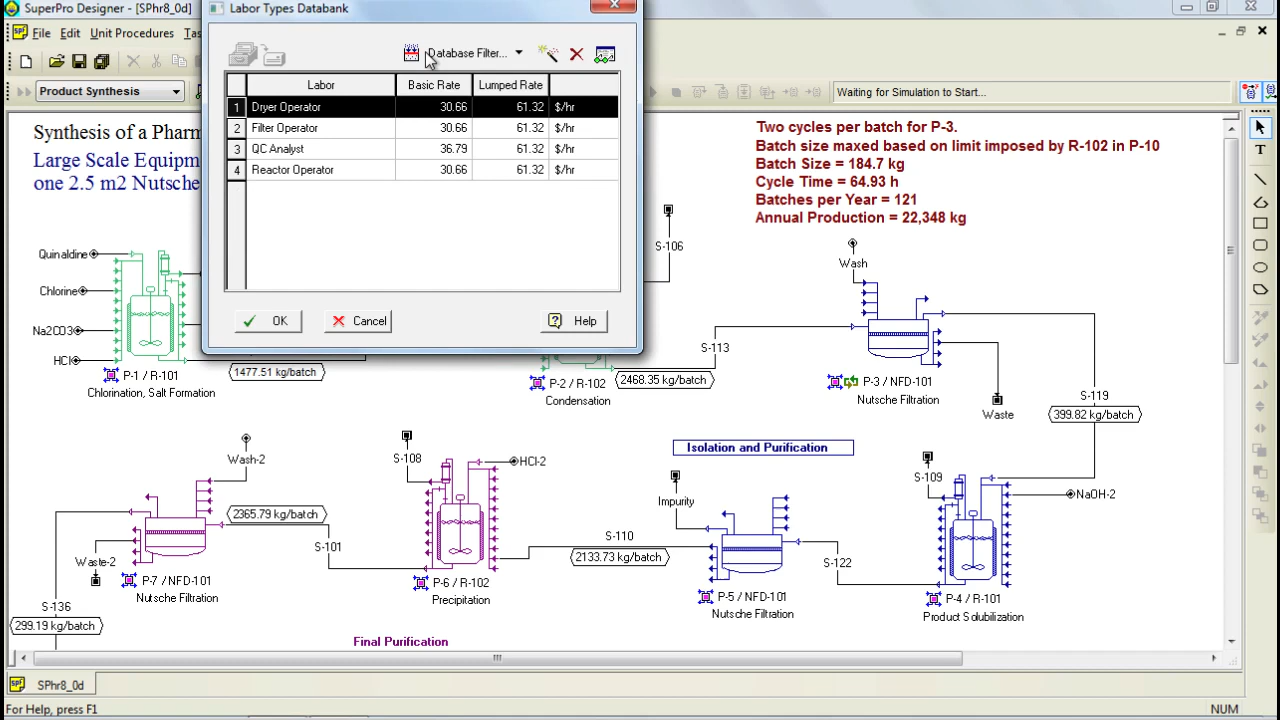 SuperPro Designer - [SPhr8_0d]
Labor Types Databank
File Edit Unit Procedures
Database Filter...
Product Synthesis
Waiting for Simulation to Start...
Labor Basic Rate Lumped Rate
1 Dryer Operator 30.66 61.32 $/hr
2 Filter Operator 30.66 61.32 $/hr
3 QC Analyst 36.79 61.32 $/hr
4 Reactor Operator 30.66 61.32 $/hr
OK Cancel Help
Synthesis of a Pharm
Large Scale Equipm
one 2.5 m2 Nutsche
Two cycles per batch for P-3.
Batch size maxed based on limit imposed by R-102 in P-10
Batch Size = 184.7 kg
Cycle Time = 64.93 h
Batches per Year = 121
Annual Production = 22,348 kg
Quinaldine
Chlorine
Na2CO3
HCl
1477.51 kg/batch
P-1 / R-101
Chlorination, Salt Formation
S-106
S-113
2468.35 kg/batch
P-2 / R-102
Condensation
Wash
P-3 / NFD-101
Nutsche Filtration
Waste
S-119
399.82 kg/batch
Isolation and Purification
Wash-2
2365.79 kg/batch
S-101
Waste-2
P-7 / NFD-101
Nutsche Filtration
S-136
299.19 kg/batch
S-108
HCl-2
P-6 / R-102
Precipitation
S-110
2133.73 kg/batch
Impurity
P-5 / NFD-101
Nutsche Filtration
S-122
S-109
NaOH-2
P-4 / R-101
Product Solubilization
Final Purification
SPhr8_0d
For Help, press F1
NUM